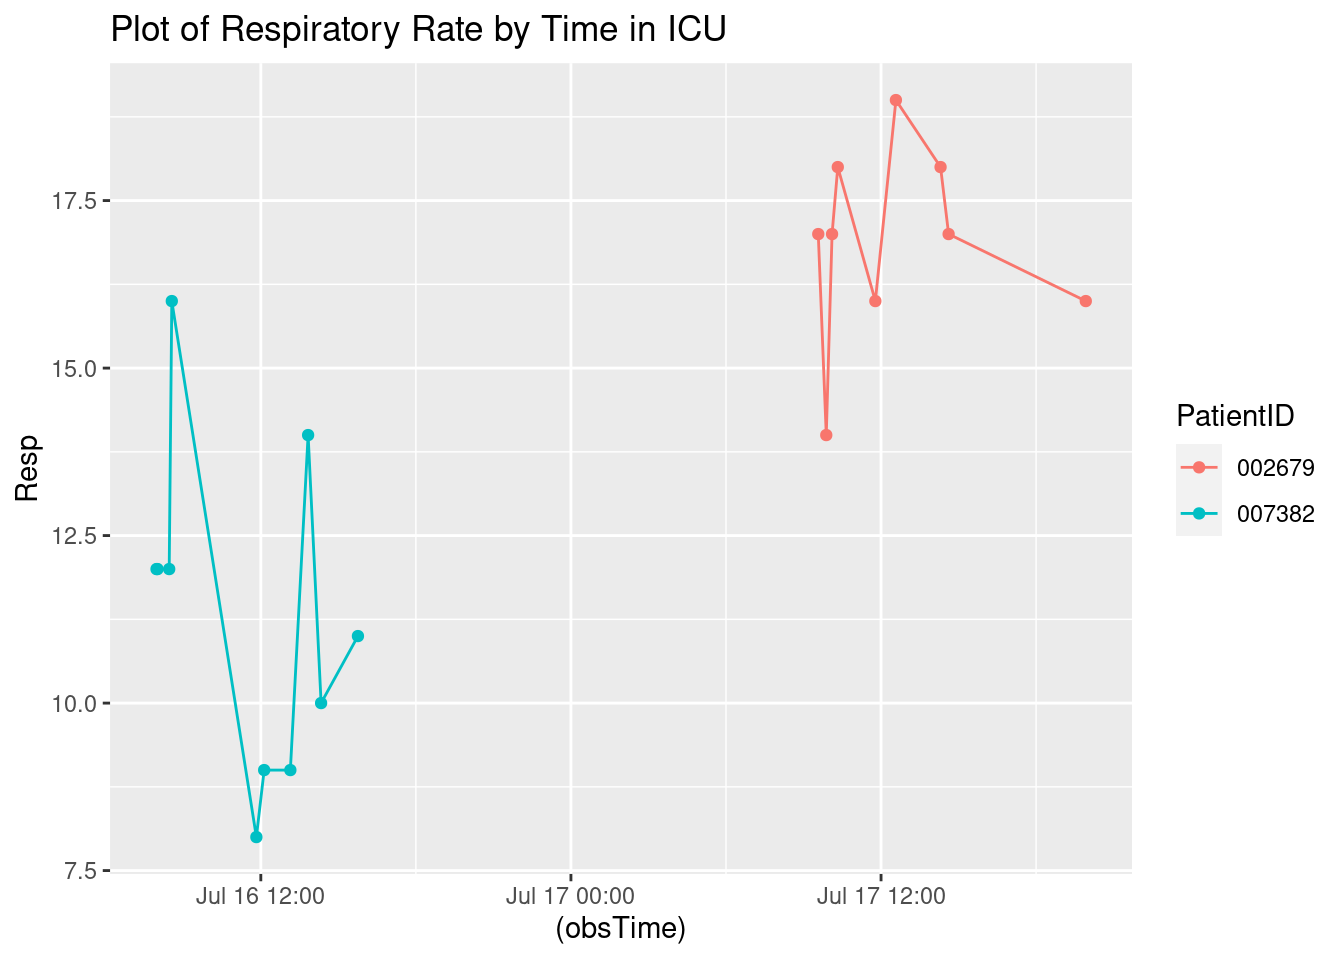 Plot of Respiratory Rate by Time in ICU
17.5
15.0
12.5
10.0
7.5
Resp
Jul 16 12:00
Jul 17 00:00
Jul 17 12:00
(obsTime)
PatientID
002679
007382